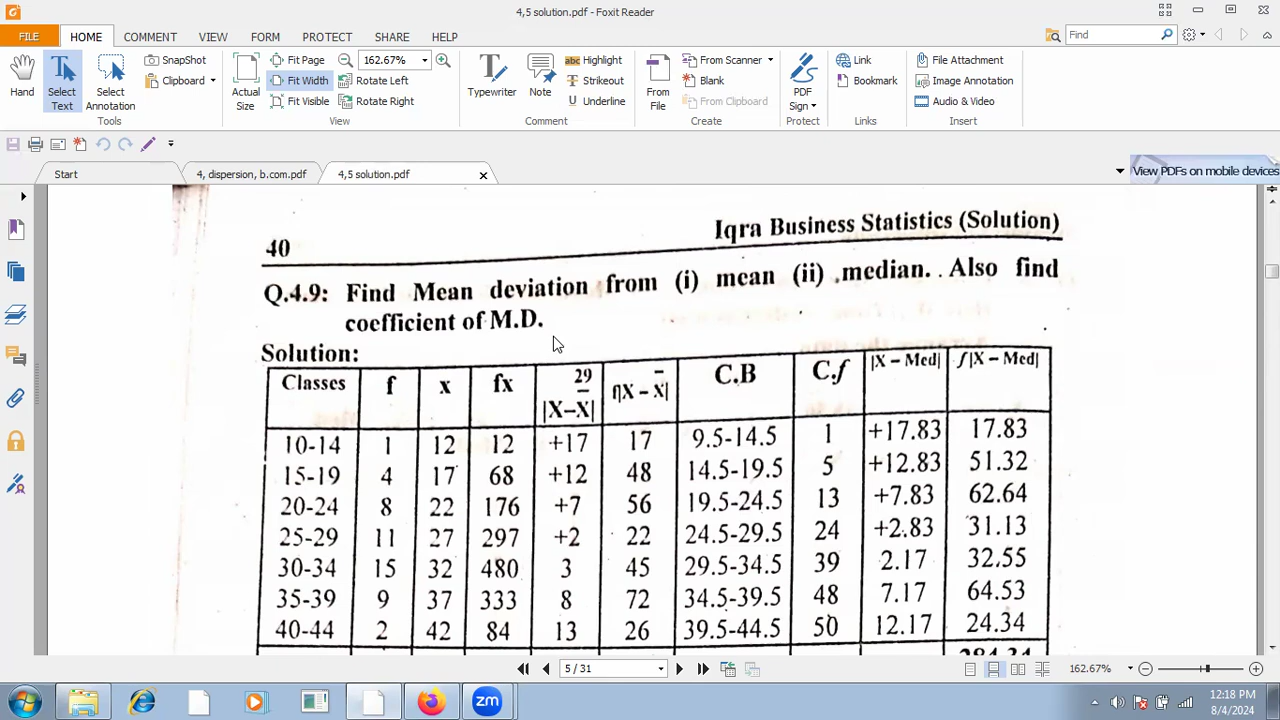 4,5 solution.pdf - Foxit Reader
FILE HOME COMMENT VIEW FORM PROTECT SHARE HELP Find
SnapShot Fit Page 162.67% abc Highlight From Scanner Link File Attachment
Clipboard Fit Width Rotate Left Strikeout Blank Bookmark Image Annotation
Hand Select Text Select Annotation Actual Size Fit Visible Rotate Right Typewriter Note Underline From File From Clipboard PDF Sign Audio & Video
Tools View Comment Create Protect Links Insert
Start 4, dispersion, b.com.pdf 4,5 solution.pdf View PDFs on mobile devices
40 Iqra Business Statistics (Solution)
Q.4.9: Find Mean deviation from (i) mean (ii) median. Also find
coefficient of M.D.
Solution:
Classes f x fx 29 |X–X̄| f|X – X̄| C.B C.f |X – Med| f|X – Med|
10-14 1 12 12 +17 17 9.5-14.5 1 +17.83 17.83
15-19 4 17 68 +12 48 14.5-19.5 5 +12.83 51.32
20-24 8 22 176 +7 56 19.5-24.5 13 +7.83 62.64
25-29 11 27 297 +2 22 24.5-29.5 24 +2.83 31.13
30-34 15 32 480 3 45 29.5-34.5 39 2.17 32.55
35-39 9 37 333 8 72 34.5-39.5 48 7.17 64.53
40-44 2 42 84 13 26 39.5-44.5 50 12.17 24.34
284.34
5 / 31 162.67%
zm 12:18 PM
8/4/2024